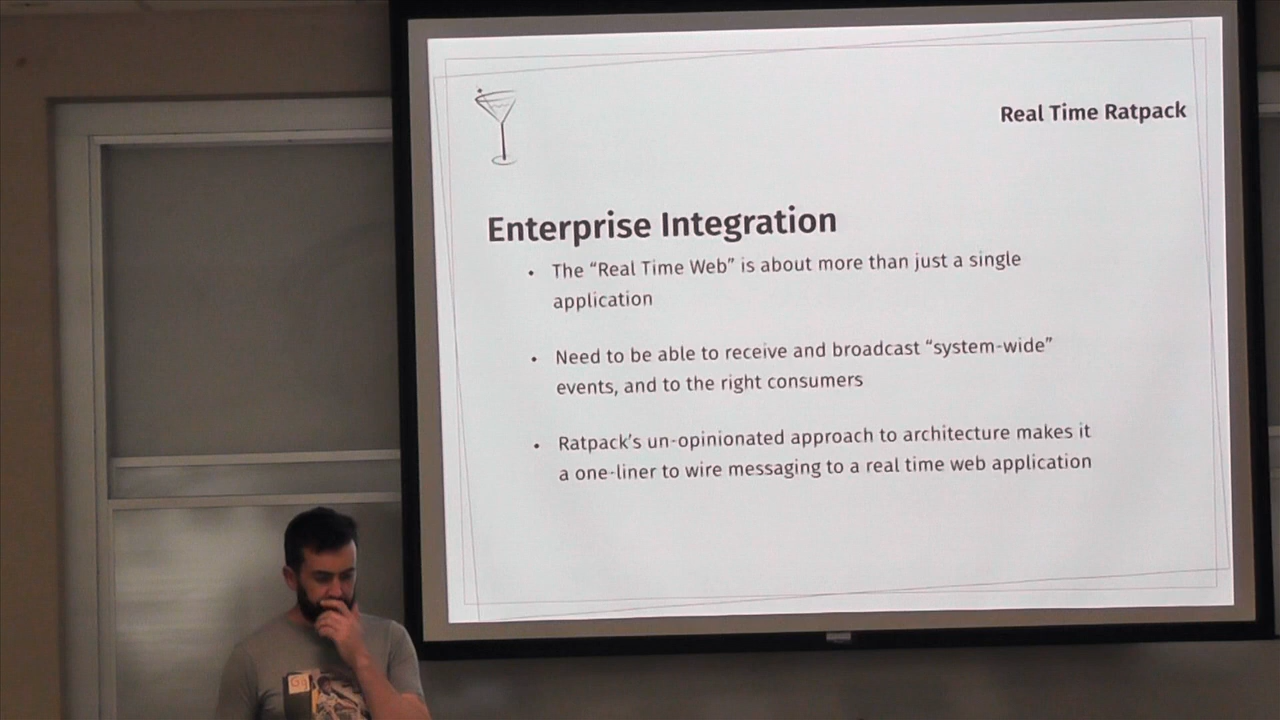 Real Time Ratpack
Enterprise Integration
• The “Real Time Web” is about more than just a single
application
• Need to be able to receive and broadcast “system-wide”
events, and to the right consumers
• Ratpack’s un-opinionated approach to architecture makes it
a one-liner to wire messaging to a real time web application